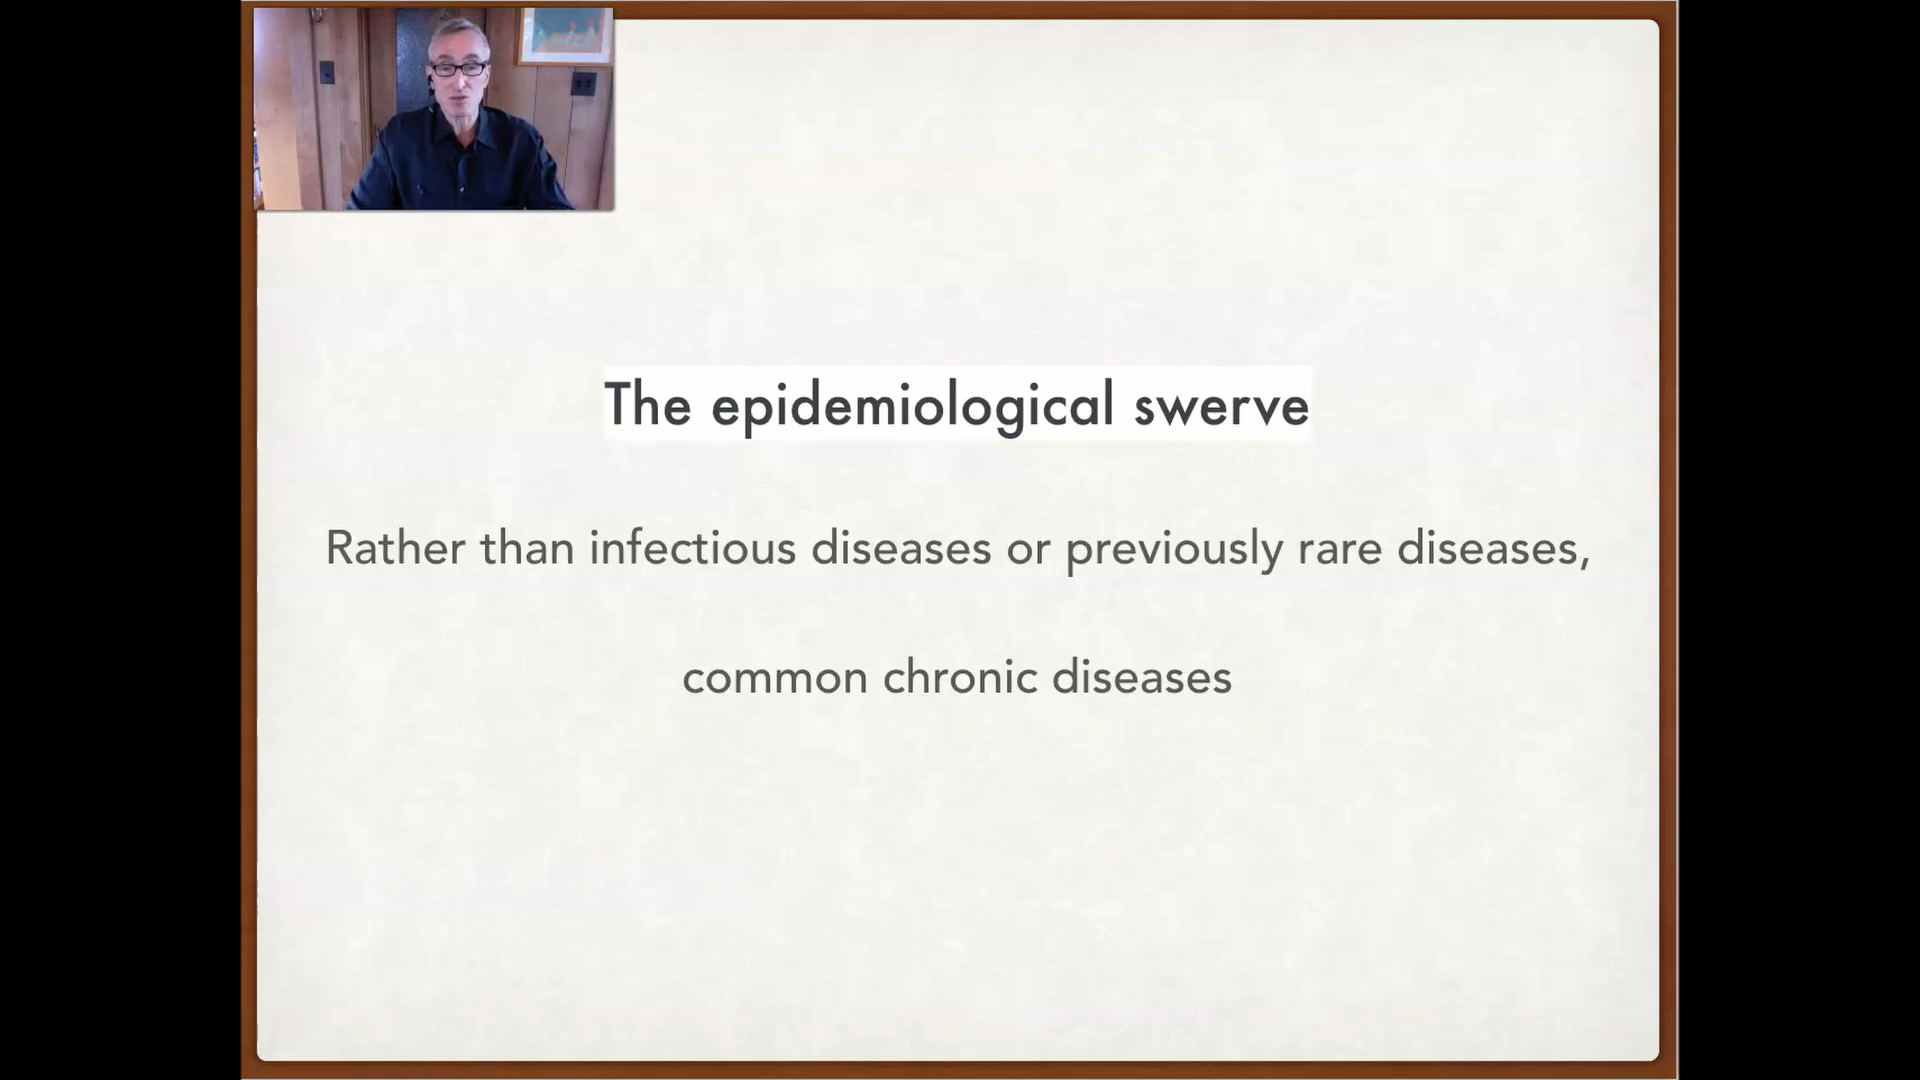 The epidemiological swerve
Rather than infectious diseases or previously rare diseases,
common chronic diseases